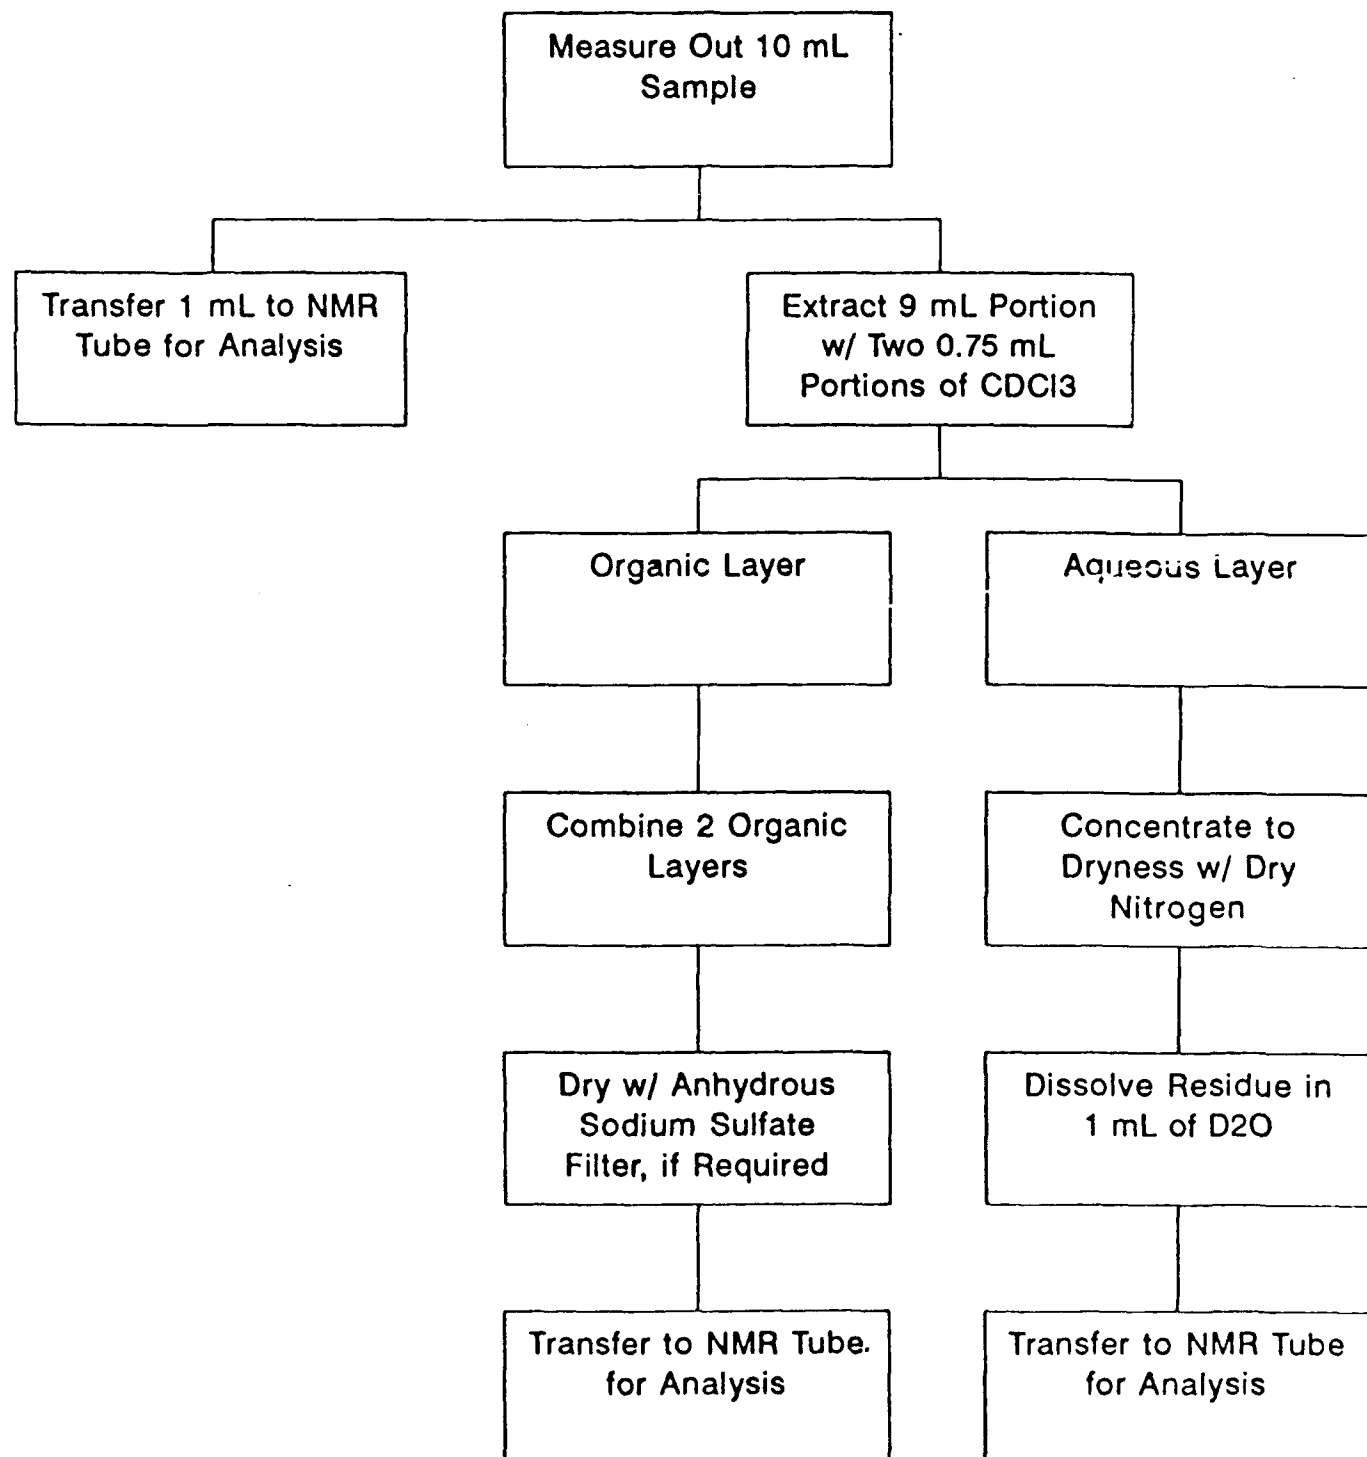 Measure Out 10 mL
Sample
Transfer 1 mL to NMR
Tube for Analysis
Extract 9 mL Portion
w/ Two 0.75 mL
Portions of CDCl3
Organic Layer
Aqueous Layer
Combine 2 Organic
Layers
Concentrate to
Dryness w/ Dry
Nitrogen
Dry w/ Anhydrous
Sodium Sulfate
Filter, if Required
Dissolve Residue in
1 mL of D2O
Transfer to NMR Tube.
for Analysis
Transfer to NMR Tube
for Analysis